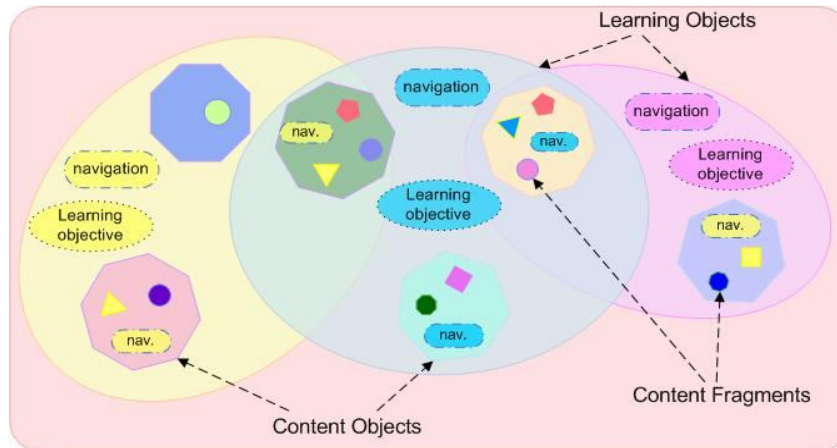 Learning Objects
navigation
navigation
nav.
nav.
navigation
Learning
objective
Learning
objective
Learning
objective
nav.
nav.
nav.
Content Fragments
Content Objects